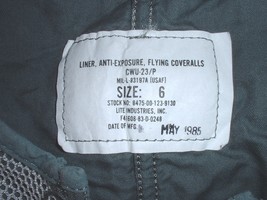 LINER, ANTI-EXPOSURE, FLYING COVERALLS
CWU-23/P
MIL-L-83197A (USAF)
SIZE: 6
STOCK NO: 8475-00-123-9130
LITE INDUSTRIES, INC.
F41608-83-D-0248
DATE OF MFG. MAY 1985